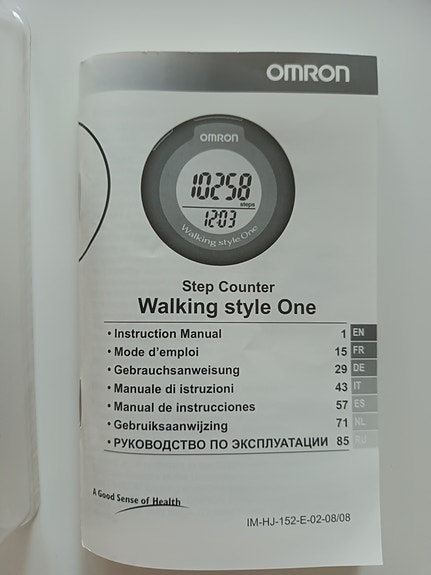 OMRON
OMRON
10258
steps
12:03
Walking style One
Step Counter
Walking style One
• Instruction Manual 1 EN
• Mode d'emploi 15 FR
• Gebrauchsanweisung 29 DE
• Manuale di istruzioni 43 IT
• Manual de instrucciones 57 ES
• Gebruiksaanwijzing 71 NL
• РУКОВОДСТВО ПО ЭКСПЛУАТАЦИИ 85 RU
A Good Sense of Health
IM-HJ-152-E-02-08/08